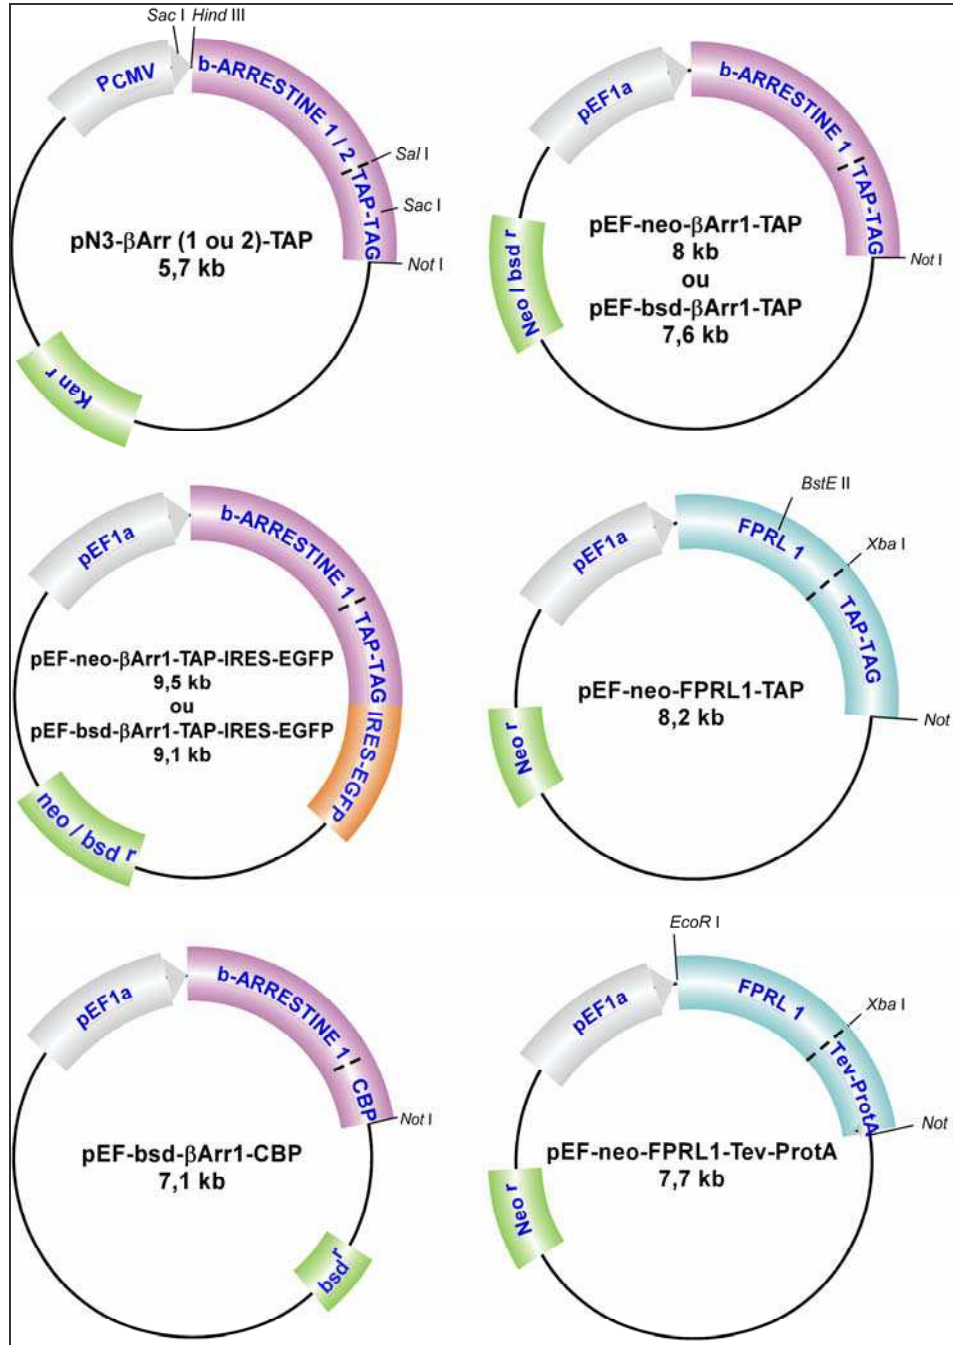 Sac I Hind III
PCMV
b-ARRESTINE 1 / 2
TAP-TAG
Sal I
Sac I
Not I
pN3-βArr (1 ou 2)-TAP
5,7 kb
Kan r
pEF1a
b-ARRESTINE 1
TAP-TAG
Not I
pEF-neo-βArr1-TAP
8 kb
ou
pEF-bsd-βArr1-TAP
7,6 kb
Neo / bsd r
pEF1a
b-ARRESTINE 1
TAP-TAG
IRES-EGFP
pEF-neo-βArr1-TAP-IRES-EGFP
9,5 kb
ou
pEF-bsd-βArr1-TAP-IRES-EGFP
9,1 kb
neo / bsd r
pEF1a
FPRL 1
BstE II
Xba I
TAP-TAG
Not
pEF-neo-FPRL1-TAP
8,2 kb
Neo r
pEF1a
b-ARRESTINE 1
CBP
Not I
pEF-bsd-βArr1-CBP
7,1 kb
bsd r
EcoR I
pEF1a
FPRL 1
Xba I
Tev-ProtA
Not
pEF-neo-FPRL1-Tev-ProtA
7,7 kb
Neo r